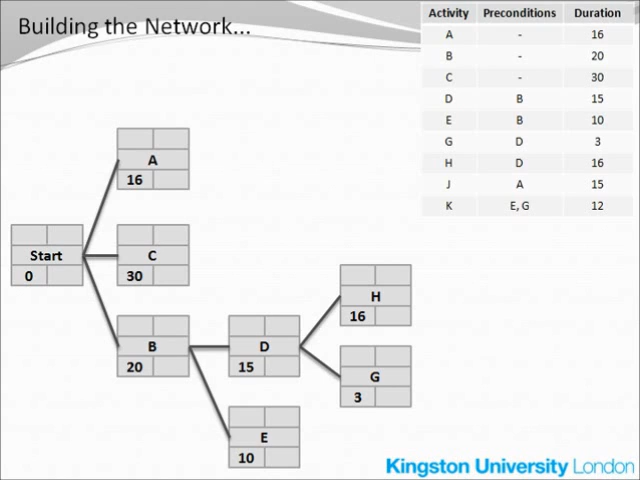 Building the Network...
Activity Preconditions Duration
A - 16
B - 20
C - 30
D B 15
E B 10
G D 3
H D 16
J A 15
K E, G 12
A
16
Start
0
C
30
H
16
B
20
D
15
G
3
E
10
Kingston University London